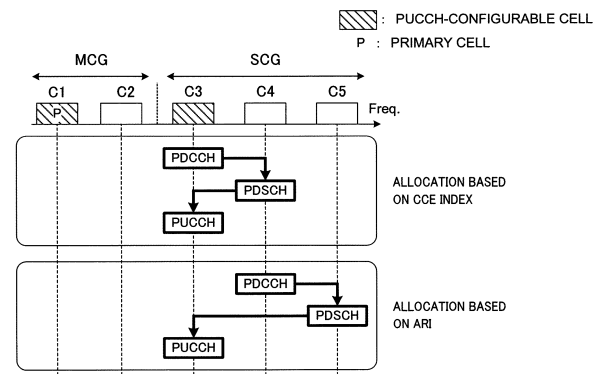 : PUCCH-CONFIGURABLE CELL
P : PRIMARY CELL
MCG SCG
C1 C2 C3 C4 C5
P Freq.
PDCCH
PDSCH
PUCCH
ALLOCATION BASED
ON CCE INDEX
PDCCH
PDSCH
PUCCH
ALLOCATION BASED
ON ARI